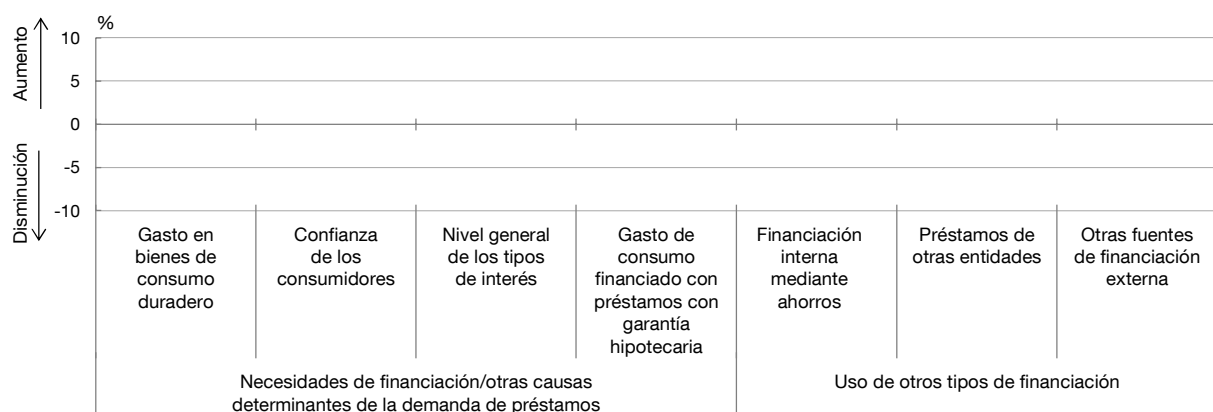 %
Aumento
Disminución
10
5
0
-5
-10
Gasto en
bienes de
consumo
duradero
Confianza
de los
consumidores
Nivel general
de los tipos
de interés
Gasto de
consumo
financiado con
préstamos con
garantía
hipotecaria
Financiación
interna
mediante
ahorros
Préstamos de
otras entidades
Otras fuentes
de financiación
externa
Necesidades de financiación/otras causas
determinantes de la demanda de préstamos
Uso de otros tipos de financiación